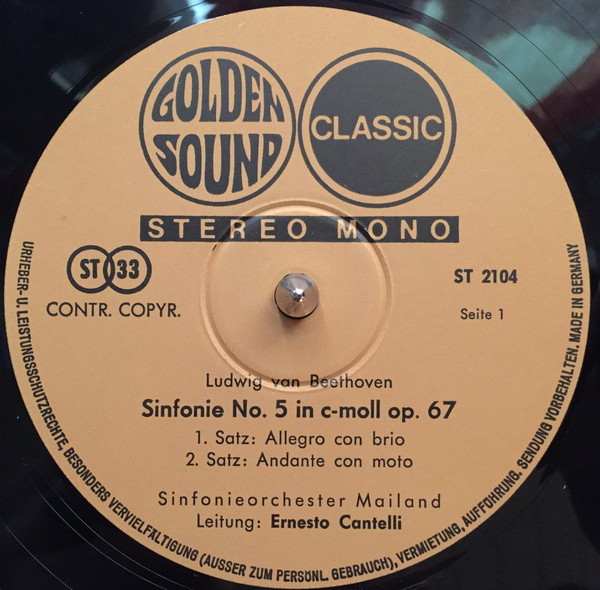 GOLDEN
SOUND
CLASSIC
STEREO MONO
ST 33
CONTR. COPYR.
ST 2104
Seite 1
Ludwig van Beethoven
Sinfonie No. 5 in c-moll op. 67
1. Satz: Allegro con brio
2. Satz: Andante con moto
Sinfonieorchester Mailand
Leitung: Ernesto Cantelli
URHEBER-U. LEISTUNGSSCHUTZRECHTE, BESONDERS VERVIELFÄLTIGUNG (AUSSER ZUM PERSÖNL. GEBRAUCH), VERMIETUNG, AUFFÜHRUNG. SENDUNG VORBEHALTEN. MADE IN GERMANY